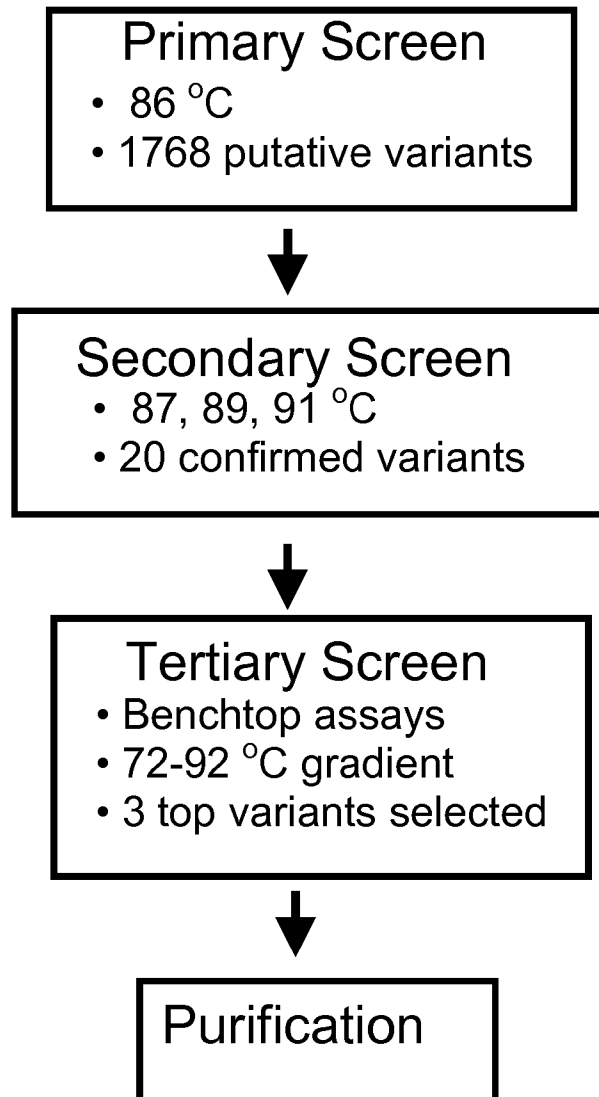 Primary Screen
• 86 °C
• 1768 putative variants
Secondary Screen
• 87, 89, 91 °C
• 20 confirmed variants
Tertiary Screen
• Benchtop assays
• 72-92 °C gradient
• 3 top variants selected
Purification